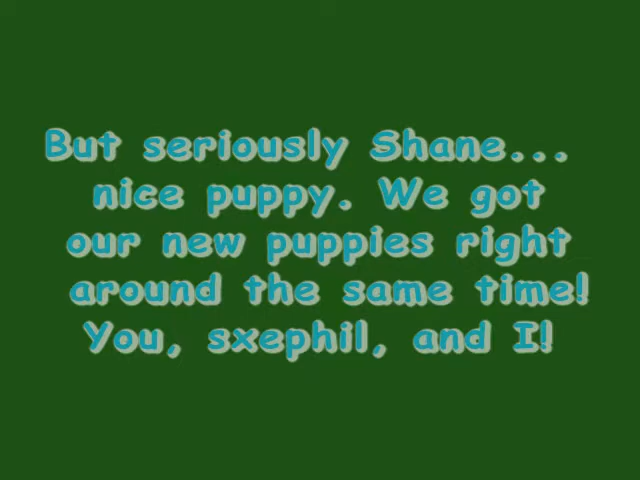 But seriously Shane...
nice puppy. We got
our new puppies right
around the same time!
You, sxephil, and I!